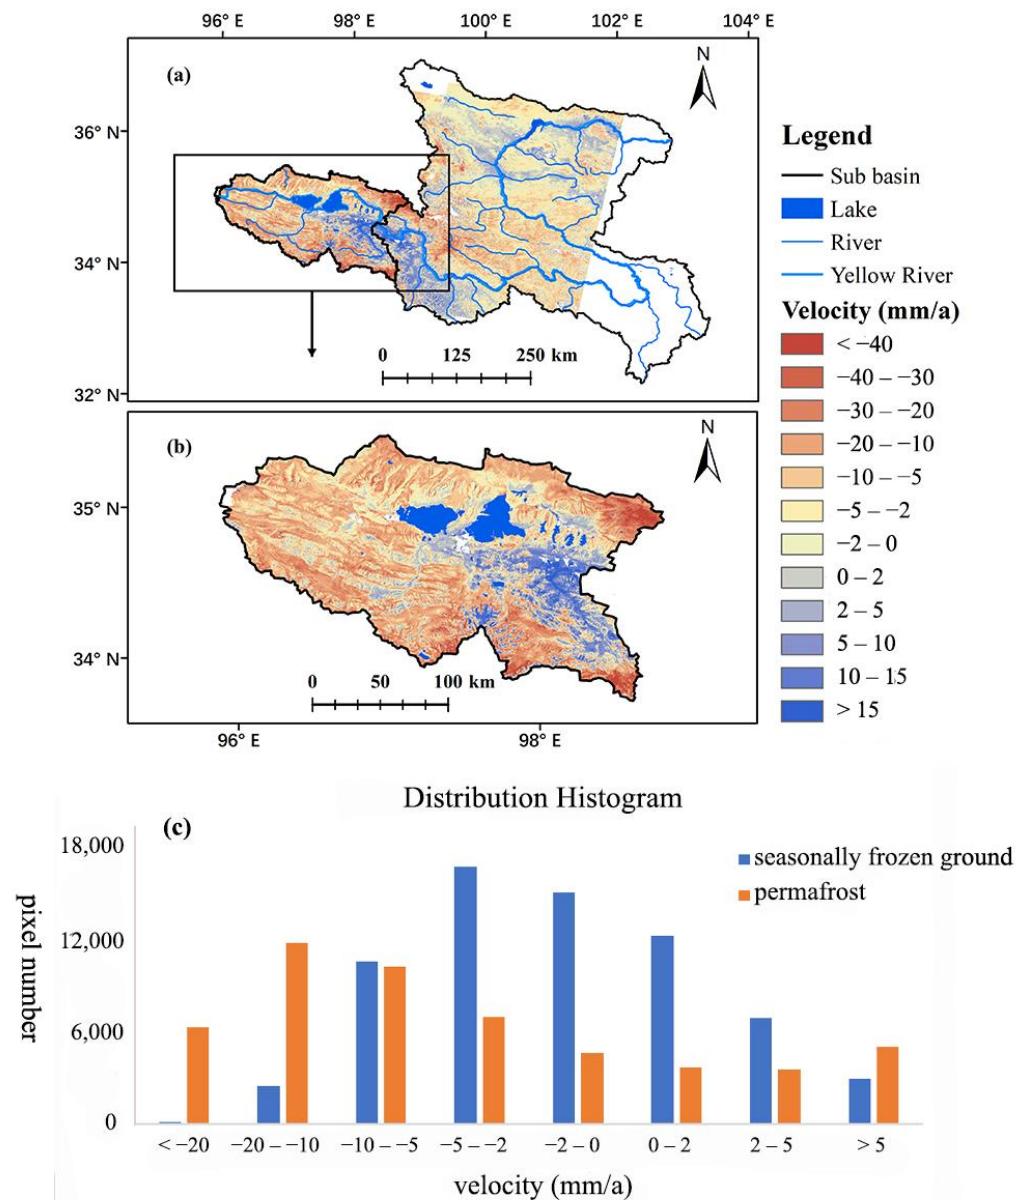 96° E 98° E 100° E 102° E 104° E
(a)
N
36° N
34° N
32° N
0 125 250 km
(b)
N
35° N
34° N
0 50 100 km
96° E 98° E
Legend
Sub basin
Lake
River
Yellow River
Velocity (mm/a)
< −40
−40 – −30
−30 – −20
−20 – −10
−10 – −5
−5 – −2
−2 – 0
0 – 2
2 – 5
5 – 10
10 – 15
> 15
Distribution Histogram
(c)
18,000
12,000
6,000
0
pixel number
seasonally frozen ground
permafrost
< −20 −20 – −10 −10 – −5 −5 – −2 −2 – 0 0 – 2 2 – 5 > 5
velocity (mm/a)